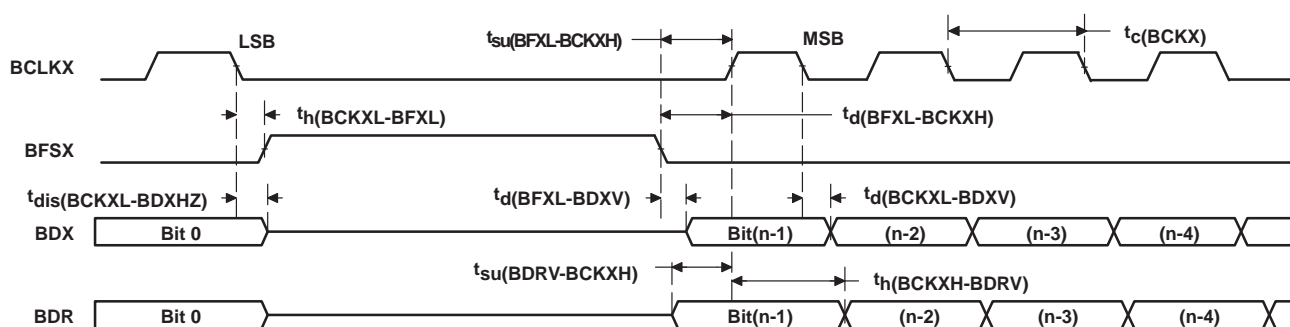 LSB
tsu(BFXL-BCKXH)
MSB
tc(BCKX)
BCLKX
th(BCKXL-BFXL)
td(BFXL-BCKXH)
BFSX
tdis(BCKXL-BDXHZ)
td(BFXL-BDXV)
td(BCKXL-BDXV)
BDX Bit 0 Bit(n-1) (n-2) (n-3) (n-4)
tsu(BDRV-BCKXH)
th(BCKXH-BDRV)
BDR Bit 0 Bit(n-1) (n-2) (n-3) (n-4)